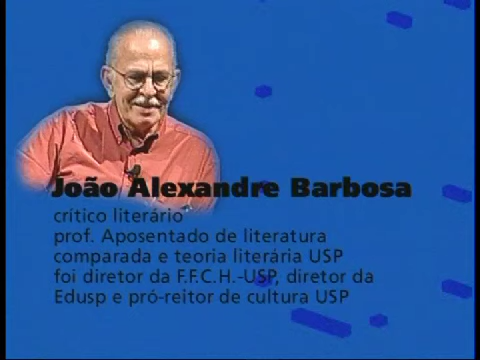 João Alexandre Barbosa
crítico literário
prof. Aposentado de literatura
comparada e teoria literária USP
foi diretor da F.F.C.H.-USP, diretor da
Edusp e pró-reitor de cultura USP